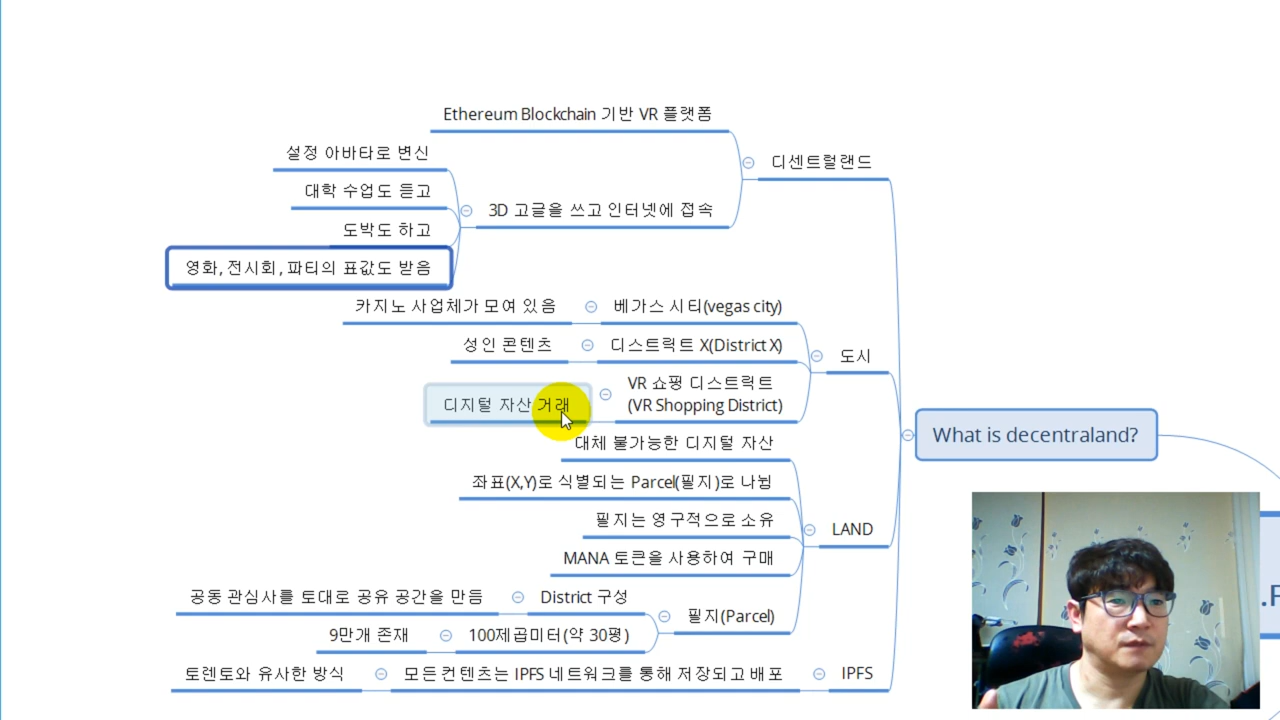 Ethereum Blockchain 기반 VR 플랫폼
설정 아바타로 변신
디센트럴랜드
대학 수업도 듣고
3D 고글을 쓰고 인터넷에 접속
도박도 하고
영화, 전시회, 파티의 표값도 받음
카지노 사업체가 모여 있음
베가스 시티(vegas city)
성인 콘텐츠
디스트릭트 X(District X)
도시
VR 쇼핑 디스트릭트
(VR Shopping District)
디지털 자산 거래
What is decentraland?
대체 불가능한 디지털 자산
좌표(X,Y)로 식별되는 Parcel(필지)로 나뉨
필지는 영구적으로 소유
LAND
MANA 토큰을 사용하여 구매
공동 관심사를 토대로 공유 공간을 만듬
District 구성
필지(Parcel)
9만개 존재
100제곱미터(약 30평)
토렌토와 유사한 방식
모든 컨텐츠는 IPFS 네트워크를 통해 저장되고 배포
IPFS